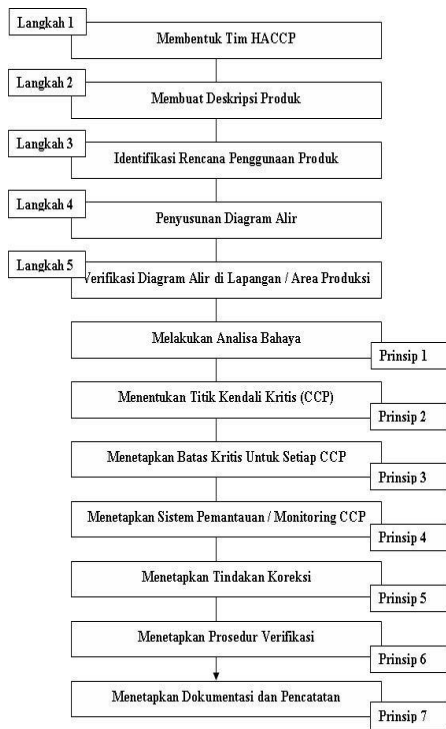 Langkah 1
Membentuk Tim HACCP
Langkah 2
Membuat Deskripsi Produk
Langkah 3
Identifikasi Rencana Penggunaan Produk
Langkah 4
Penyusunan Diagram Alir
Langkah 5
Verifikasi Diagram Alir di Lapangan / Area Produksi
Melakukan Analisa Bahaya
Prinsip 1
Menentukan Titik Kendali Kritis (CCP)
Prinsip 2
Menetapkan Batas Kritis Untuk Setiap CCP
Prinsip 3
Menetapkan Sistem Pemantauan / Monitoring CCP
Prinsip 4
Menetapkan Tindakan Koreksi
Prinsip 5
Menetapkan Prosedur Verifikasi
Prinsip 6
Menetapkan Dokumentasi dan Pencatatan
Prinsip 7